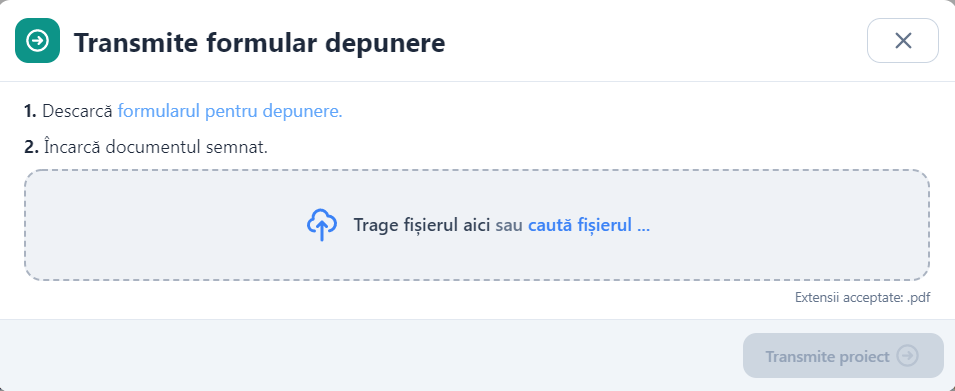 Transmite formular depunere
1. Descarcă formularul pentru depunere.
2. Încarcă documentul semnat.
Trage fișierul aici sau caută fișierul ...
Extensii acceptate: .pdf
Transmite proiect